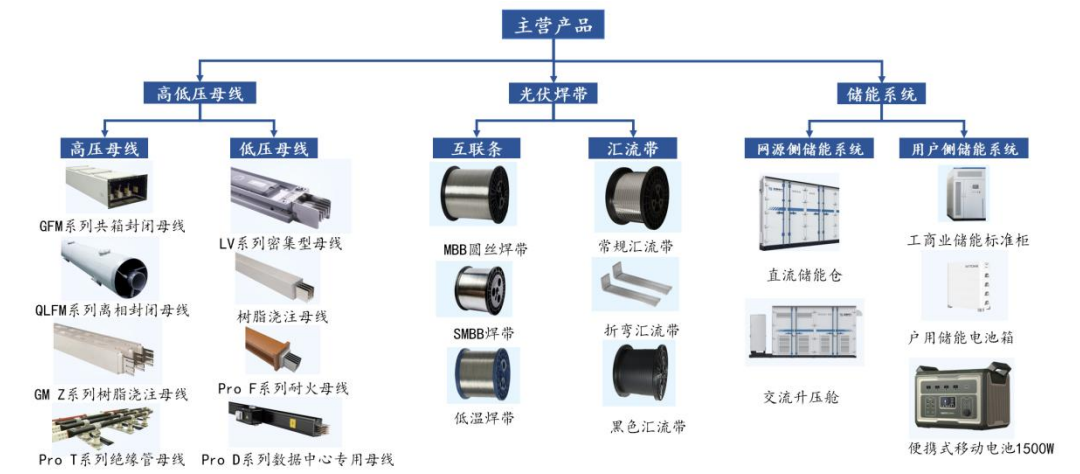 主营产品
高低压母线
光伏焊带
储能系统
高压母线
低压母线
互联条
汇流带
网源侧储能系统
用户侧储能系统
GFM系列共箱封闭母线
QLFM系列离相封闭母线
GM Z系列树脂浇注母线
Pro T系列绝缘管母线
LV系列密集型母线
树脂浇注母线
Pro F系列耐火母线
Pro D系列数据中心专用母线
MBB圆丝焊带
SMBB焊带
低温焊带
常规汇流带
折弯汇流带
黑色汇流带
直流储能仓
交流升压舱
工商业储能标准柜
户用储能电池箱
便携式移动电池1500W